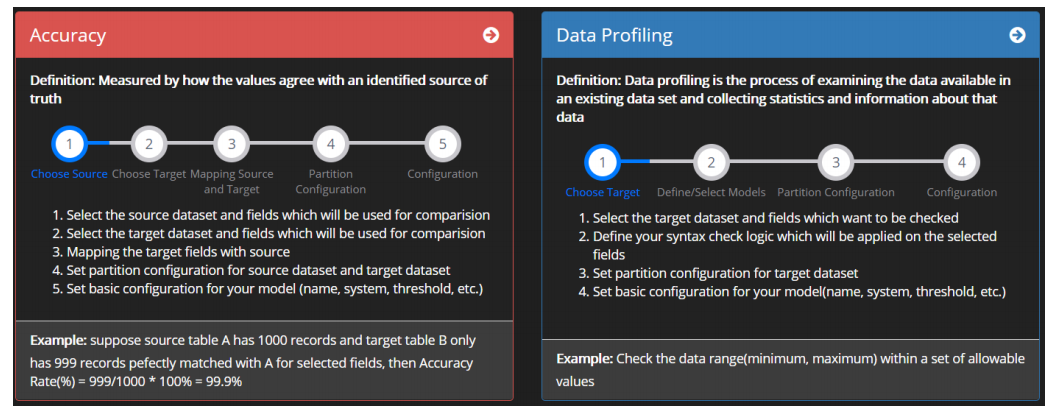 Accuracy
Definition: Measured by how the values agree with an identified source of
truth
1 2 3 4 5
Choose Source Choose Target Mapping Source Partition Configuration
and Target Configuration
1. Select the source dataset and fields which will be used for comparision
2. Select the target dataset and fields which will be used for comparision
3. Mapping the target fields with source
4. Set partition configuration for source dataset and target dataset
5. Set basic configuration for your model (name, system, threshold, etc.)
Example: suppose source table A has 1000 records and target table B only
has 999 records pefectly matched with A for selected fields, then Accuracy
Rate(%) = 999/1000 * 100% = 99.9%
Data Profiling
Definition: Data profiling is the process of examining the data available in
an existing data set and collecting statistics and information about that
data
1 2 3 4
Choose Target Define/Select Models Partition Configuration Configuration
1. Select the target dataset and fields which want to be checked
2. Define your syntax check logic which will be applied on the selected
fields
3. Set partition configuration for target dataset
4. Set basic configuration for your model(name, system, threshold, etc.)
Example: Check the data range(minimum, maximum) within a set of allowable
values